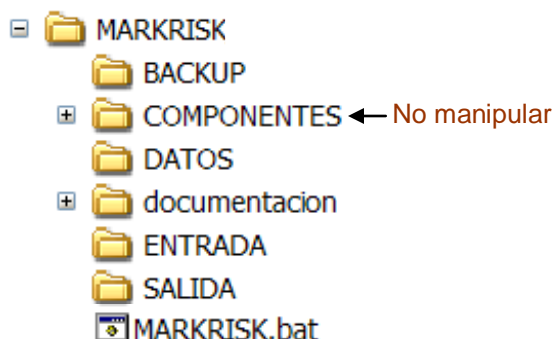 MARKRISK
BACKUP
COMPONENTES No manipular
DATOS
documentacion
ENTRADA
SALIDA
MARKRISK.bat